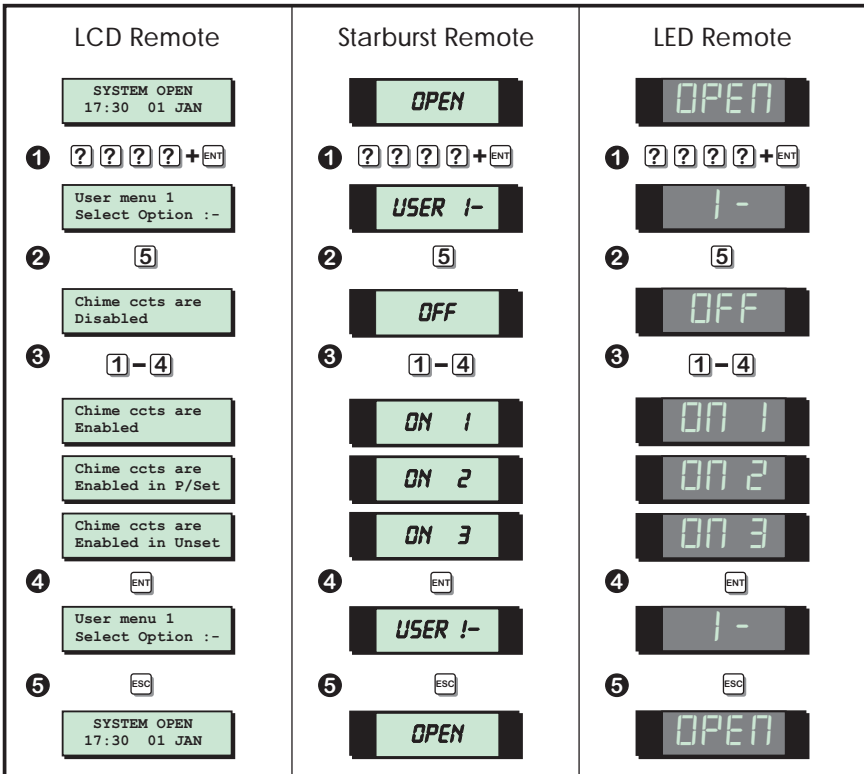 LCD Remote
SYSTEM OPEN
17:30 01 JAN
1 ? ? ? ? + ENT
User menu 1
Select Option :-
2 5
Chime ccts are
Disabled
3 1 - 4
Chime ccts are
Enabled
Chime ccts are
Enabled in P/Set
Chime ccts are
Enabled in Unset
4 ENT
User menu 1
Select Option :-
5 ESC
SYSTEM OPEN
17:30 01 JAN
Starburst Remote
OPEN
1 ? ? ? ? + ENT
USER 1-
2 5
OFF
3 1 - 4
ON 1
ON 2
ON 3
4 ENT
USER !-
5 ESC
OPEN
LED Remote
OPEN
1 ? ? ? ? + ENT
1 -
2 5
OFF
3 1 - 4
ON 1
ON 2
ON 3
4 ENT
1 -
5 ESC
OPEN